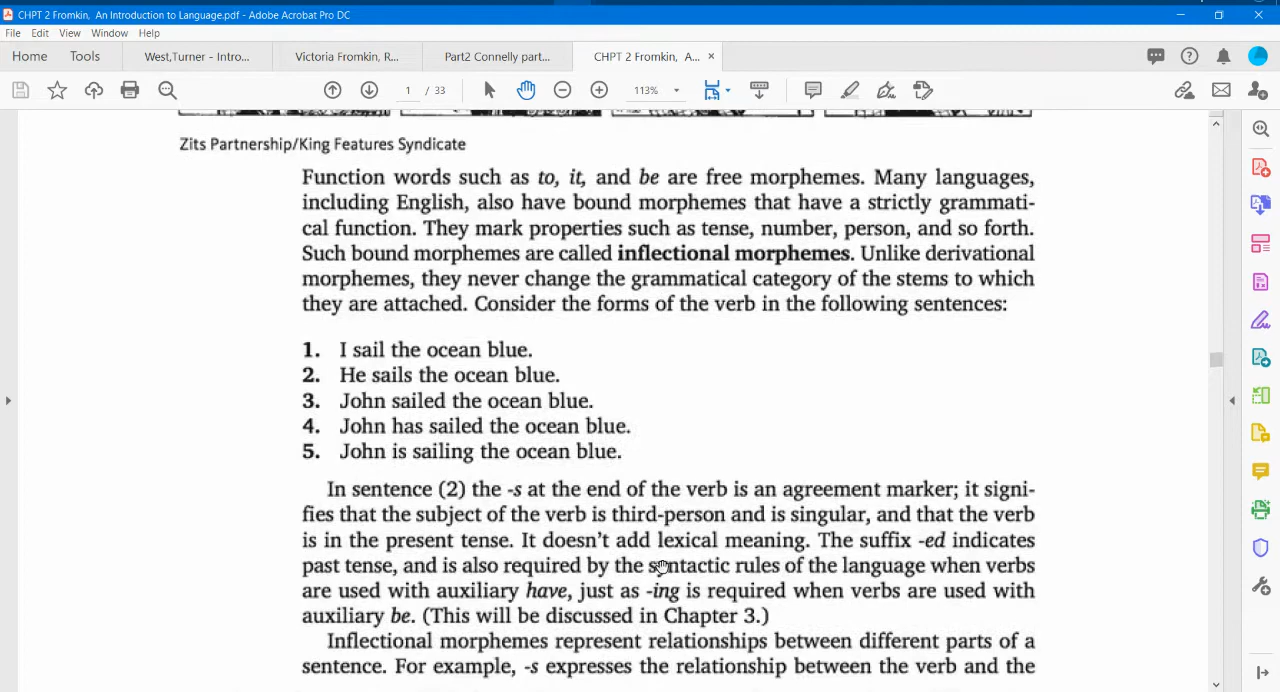 CHPT 2 Fromkin, An Introduction to Language.pdf - Adobe Acrobat Pro DC
File Edit View Window Help
Home Tools West,Turner - Intro... Victoria Fromkin, R... Part2 Connelly part... CHPT 2 Fromkin, A... ×
1 / 33 113%
Zits Partnership/King Features Syndicate
Function words such as to, it, and be are free morphemes. Many languages,
including English, also have bound morphemes that have a strictly grammati-
cal function. They mark properties such as tense, number, person, and so forth.
Such bound morphemes are called inflectional morphemes. Unlike derivational
morphemes, they never change the grammatical category of the stems to which
they are attached. Consider the forms of the verb in the following sentences:
1. I sail the ocean blue.
2. He sails the ocean blue.
3. John sailed the ocean blue.
4. John has sailed the ocean blue.
5. John is sailing the ocean blue.
In sentence (2) the -s at the end of the verb is an agreement marker; it signi-
fies that the subject of the verb is third-person and is singular, and that the verb
is in the present tense. It doesn't add lexical meaning. The suffix -ed indicates
past tense, and is also required by the syntactic rules of the language when verbs
are used with auxiliary have, just as -ing is required when verbs are used with
auxiliary be. (This will be discussed in Chapter 3.)
Inflectional morphemes represent relationships between different parts of a
sentence. For example, -s expresses the relationship between the verb and the